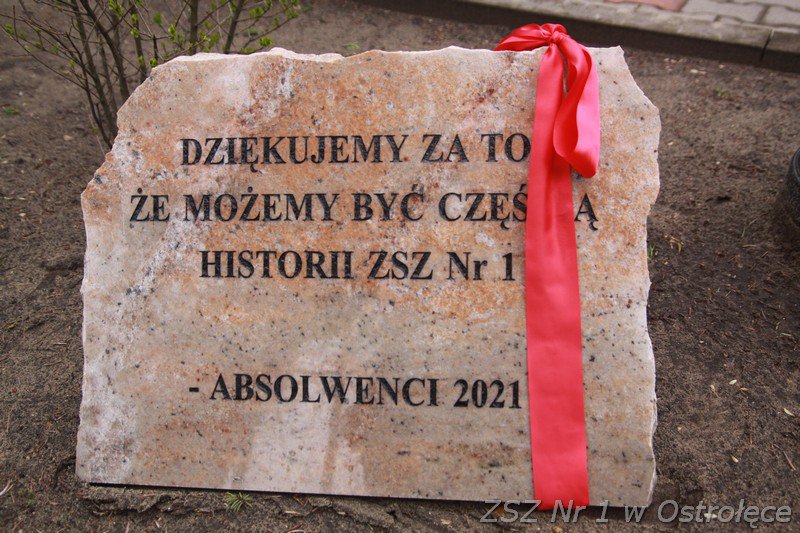 DZIĘKUJEMY ZA TO
ŻE MOŻEMY BYĆ
HISTORII ZSZ Nr 1
- ABSOLWENCI 2021
ZSZ Nr 1 w Ostrołęce